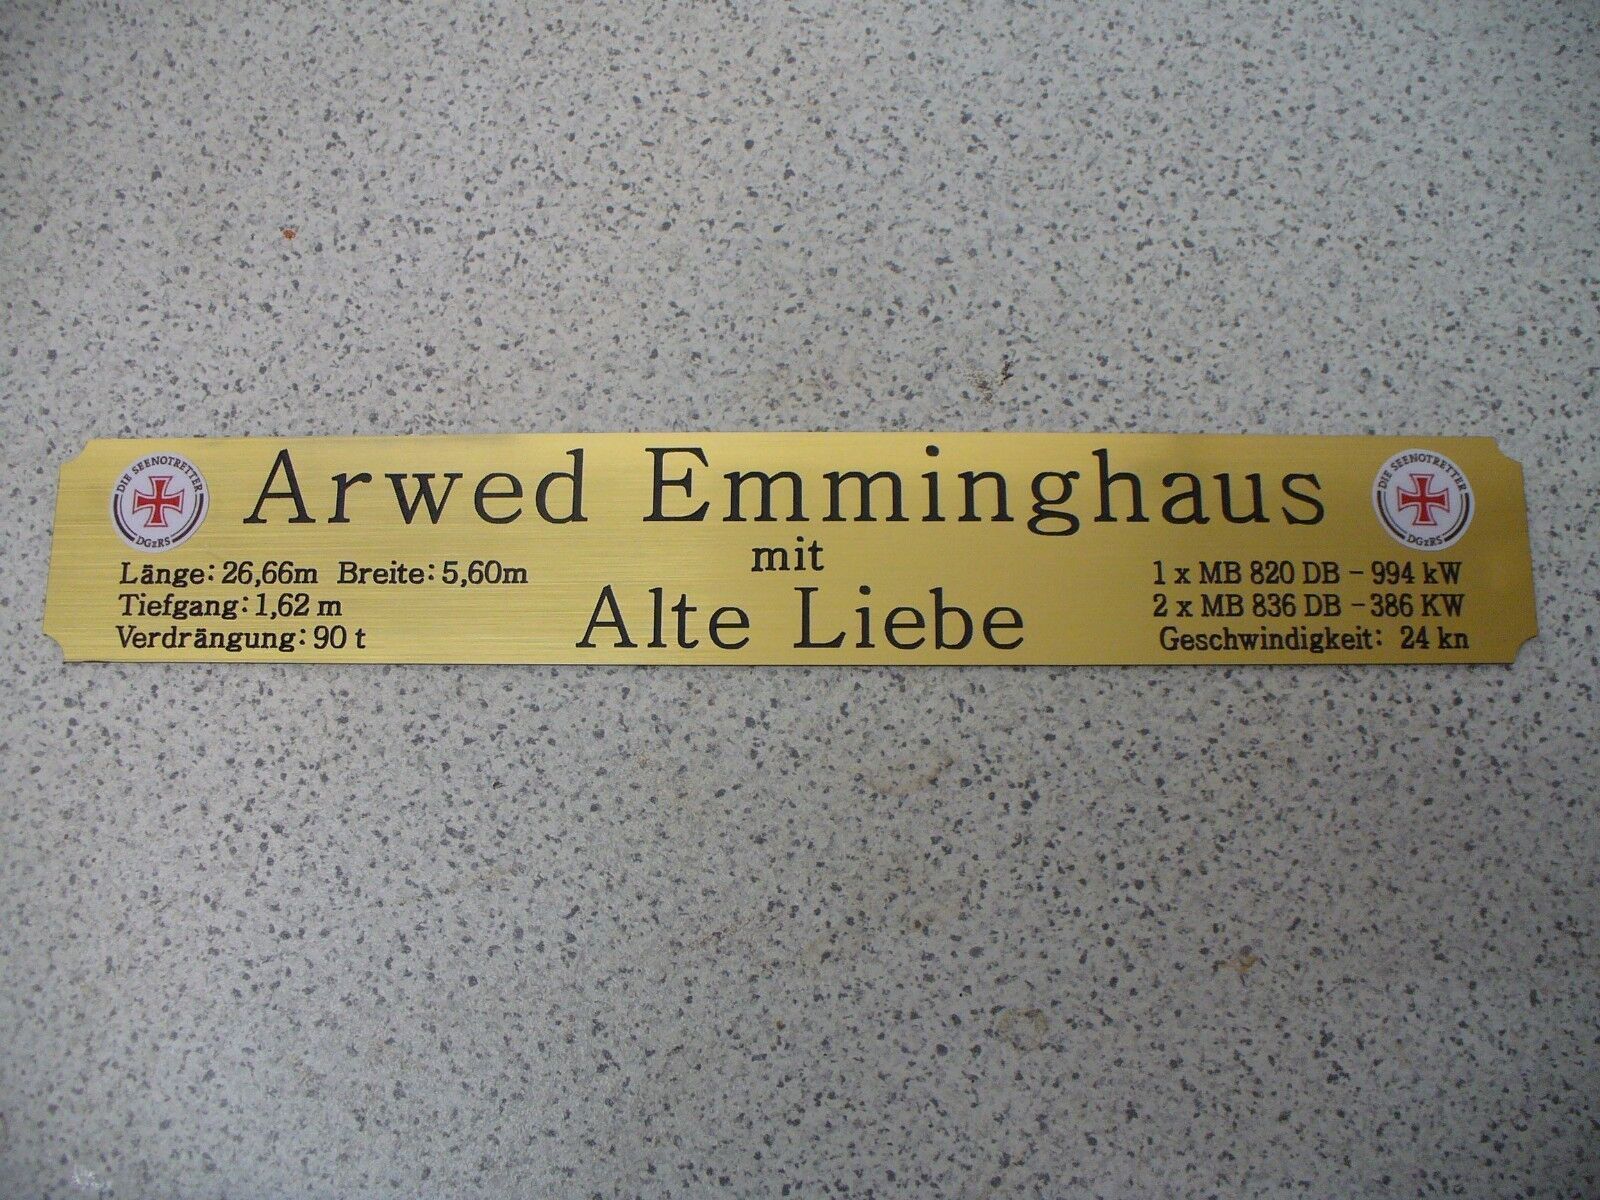 Arwed Emminghaus
mit
Alte Liebe
DIE SEENOTRETTER
DGzRS
Länge: 26,66m Breite: 5,60m
Tiefgang: 1,62 m
Verdrängung: 90 t
DIE SEENOTRETTER
DGzRS
1 x MB 820 DB - 994 kW
2 x MB 836 DB - 386 KW
Geschwindigkeit: 24 kn